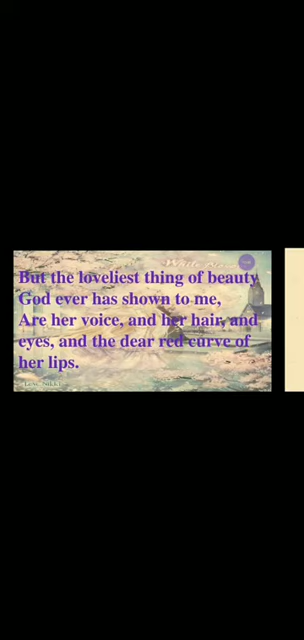 But the loveliest thing of beauty
God ever has shown to me,
Are her voice, and her hair, and
eyes, and the dear red curve of
her lips.